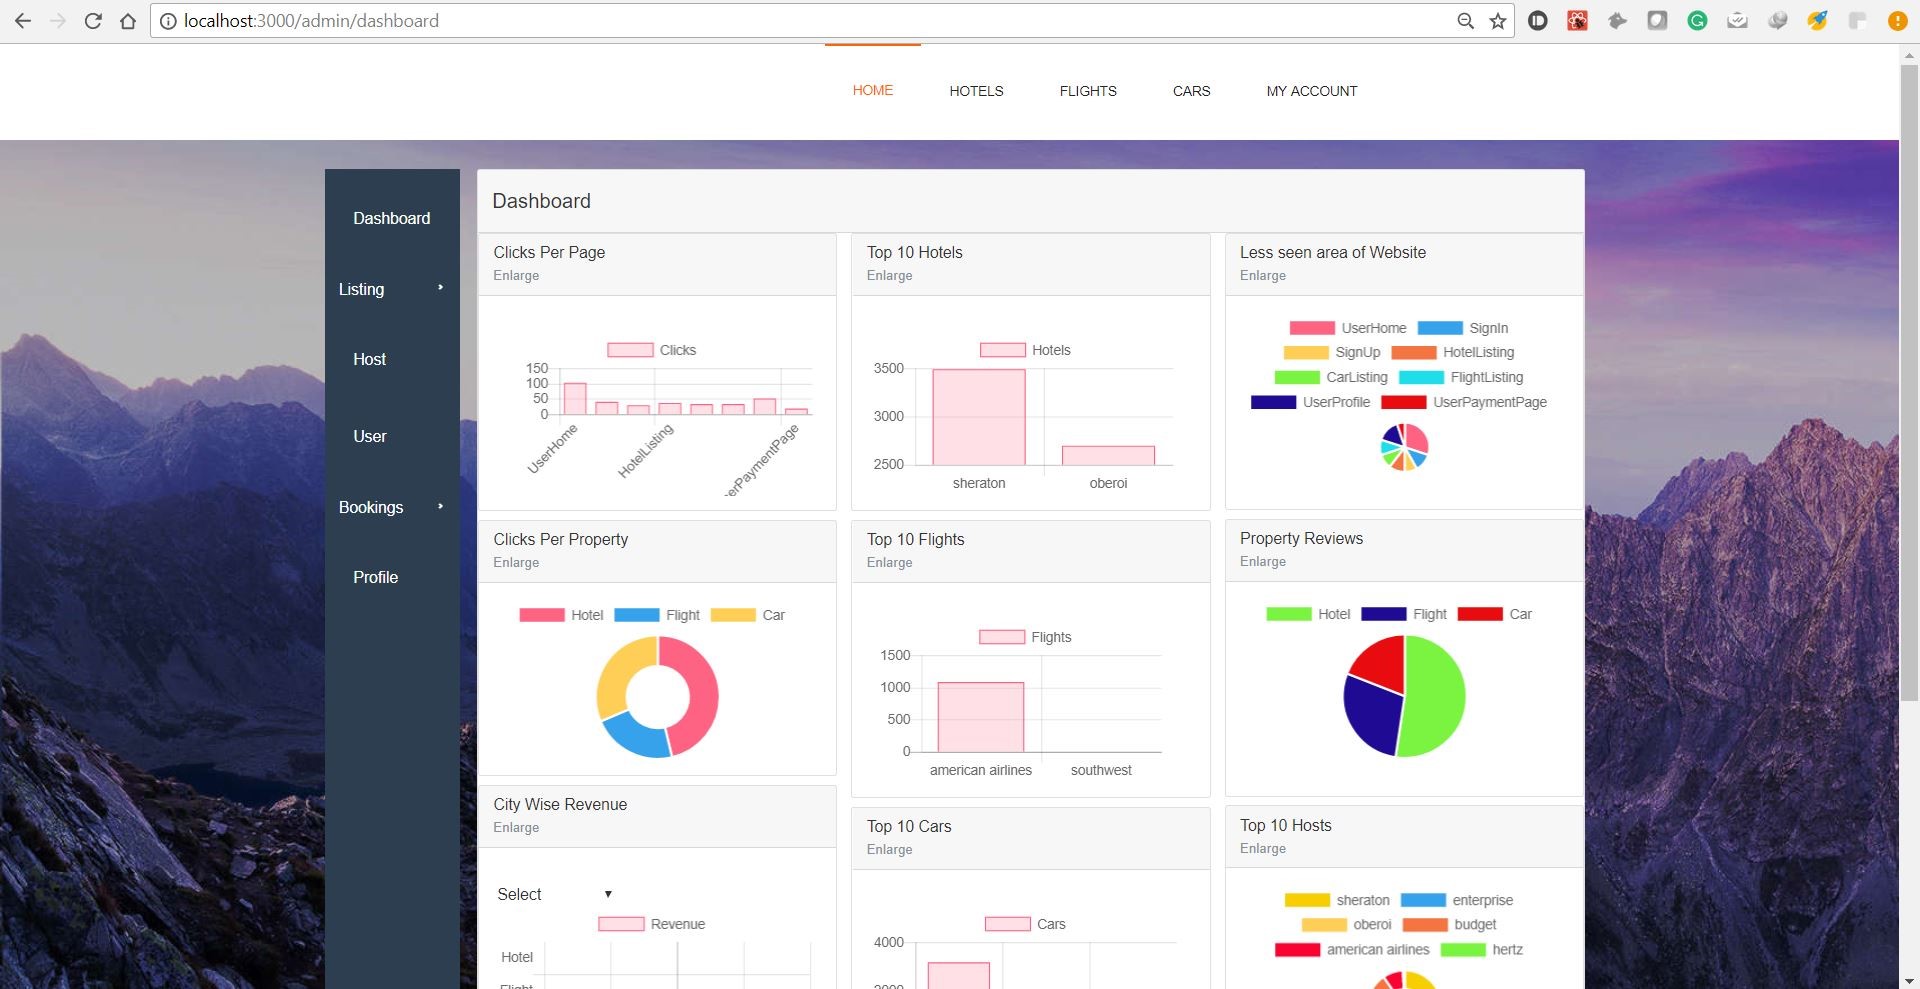 localhost:3000/admin/dashboard
HOME HOTELS FLIGHTS CARS MY ACCOUNT
Dashboard
Listing
Host
User
Bookings
Profile
Dashboard
Clicks Per Page
Enlarge
Clicks
150
100
50
0
UserHome
HotelListing
Top 10 Hotels
Enlarge
Hotels
3500
3000
2500
sheraton oberoi
Less seen area of Website
Enlarge
UserHome SignIn
SignUp HotelListing
CarListing FlightListing
UserProfile UserPaymentPage
Clicks Per Property
Enlarge
Hotel Flight Car
Top 10 Flights
Enlarge
Flights
1500
1000
500
0
american airlines southwest
Property Reviews
Enlarge
Hotel Flight Car
City Wise Revenue
Enlarge
Select
Revenue
Hotel
Top 10 Cars
Enlarge
Cars
4000
Top 10 Hosts
Enlarge
sheraton enterprise
oberoi budget
american airlines hertz